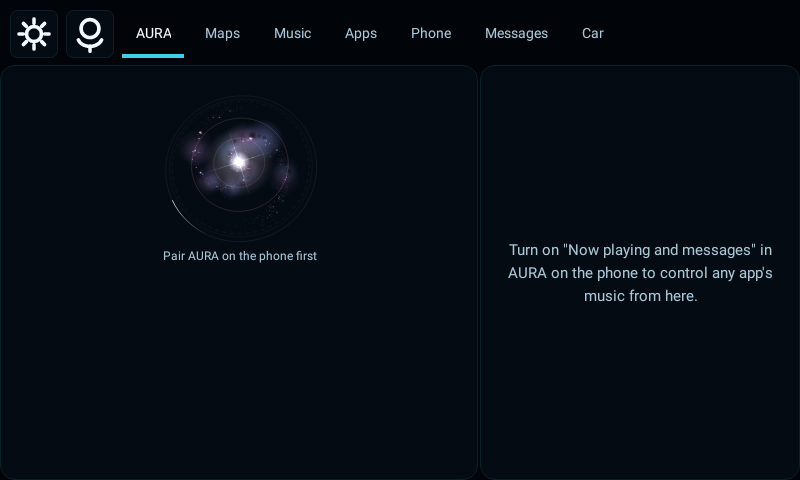 AURA
Maps
Music
Apps
Phone
Messages
Car
Pair AURA on the phone first
Turn on "Now playing and messages" in
AURA on the phone to control any app's
music from here.